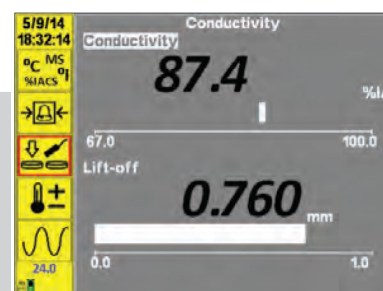 5/9/14
18:32:14
Conductivity
Conductivity
°C MS
%IACS
87.4
%IA
67.0 100.0
Lift-off
0.760 mm
24.0
0.0 1.0